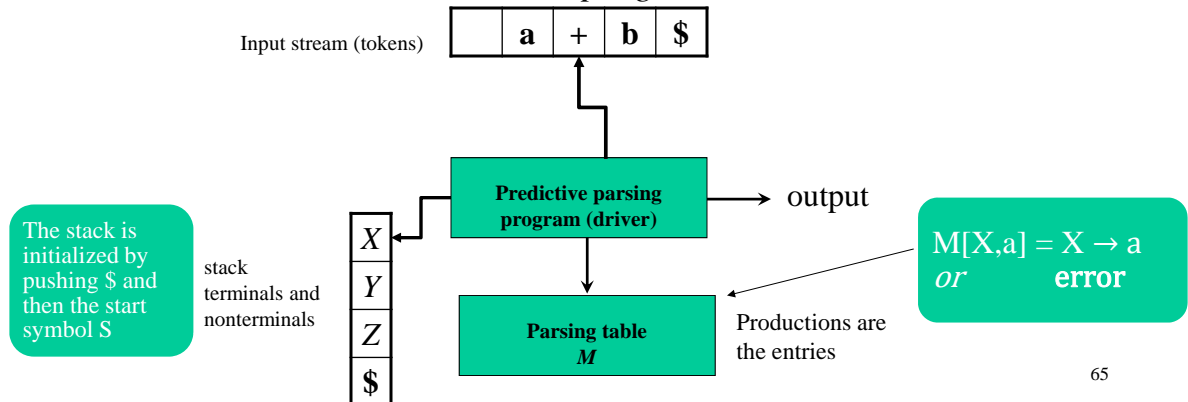 Input stream (tokens)
a + b $
Predictive parsing
program (driver)
output
The stack is
initialized by
pushing $ and
then the start
symbol S
stack
terminals and
nonterminals
X
Y
Z
$
Parsing table
M
Productions are
the entries
M[X,a] = X → a
or error
65